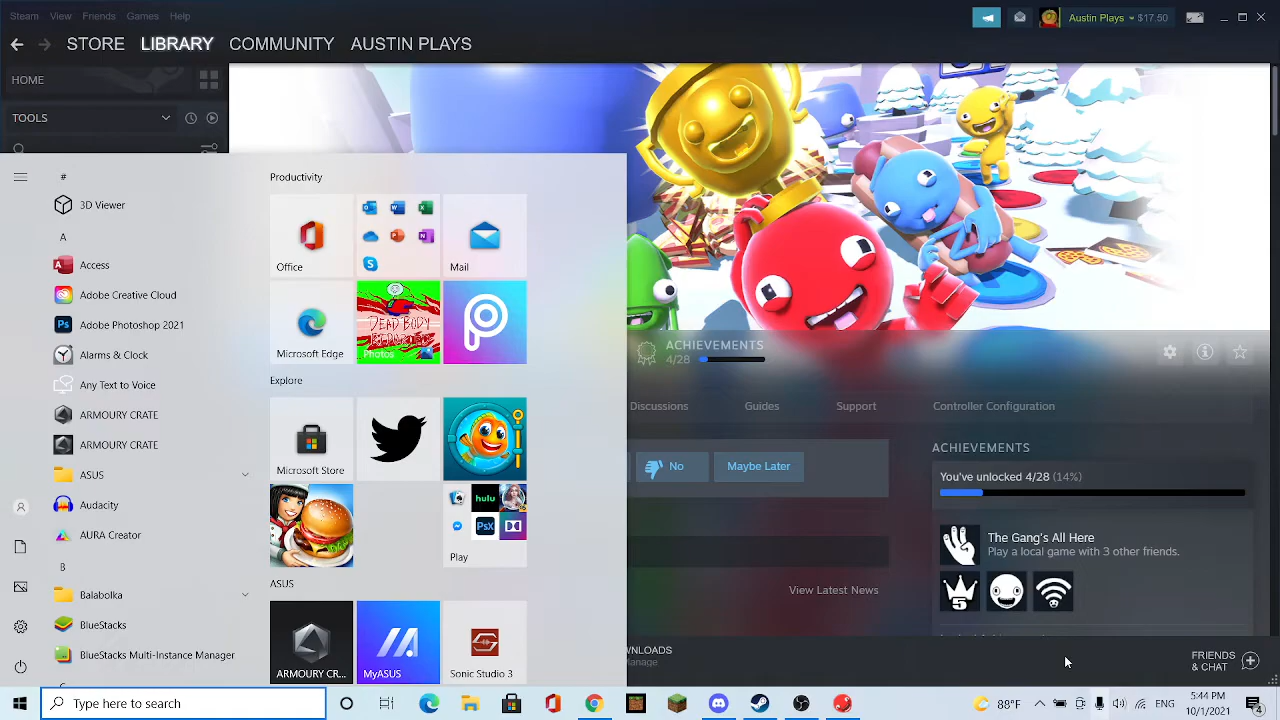 Steam View Friends Games Help
Austin Plays $17.50
STORE LIBRARY COMMUNITY AUSTIN PLAYS
HOME
TOOLS
#
3D Viewer
A
Access
Adobe Creative Cloud
Adobe Photoshop 2021
Alarms & Clock
Any Text to Voice
ARMOURY CRATE
ARMOURY CRATE
ASUS
Audacity
AURA Creator
B
Balabolka
BlueStacks
BlueStacks Multi-Instance Manager
Productivity
Office
Mail
Microsoft Edge
DEAD BODY
Photos
Explore
Microsoft Store
hulu
PsX
Play
ASUS
ARMOURY CR...
MyASUS
Sonic Studio 3
ACHIEVEMENTS
4/28
Discussions Guides Support Controller Configuration
No Maybe Later
View Latest News
ACHIEVEMENTS
You've unlocked 4/28 (14%)
The Gang's All Here
Play a local game with 3 other friends.
5
WNLOADS
Manage
FRIENDS
& CHAT
Type here to search
88°F
ENG
5:44 PM
10/1/2021
4